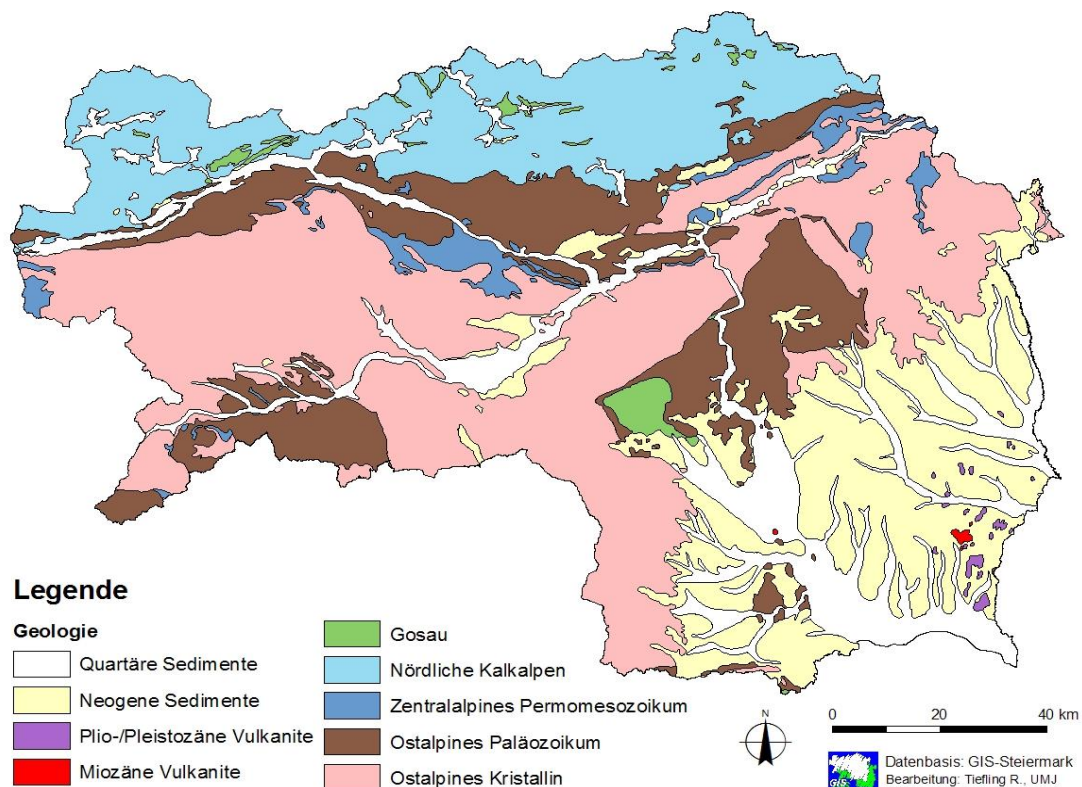 Legende
Geologie
Quartäre Sedimente
Neogene Sedimente
Plio-/Pleistozäne Vulkanite
Miozäne Vulkanite
Gosau
Nördliche Kalkalpen
Zentralalpines Permomesozoikum
Ostalpines Paläozoikum
Ostalpines Kristallin
N
0 20 40 km
GIS
Datenbasis: GIS-Steiermark
Bearbeitung: Tiefling R., UMJ